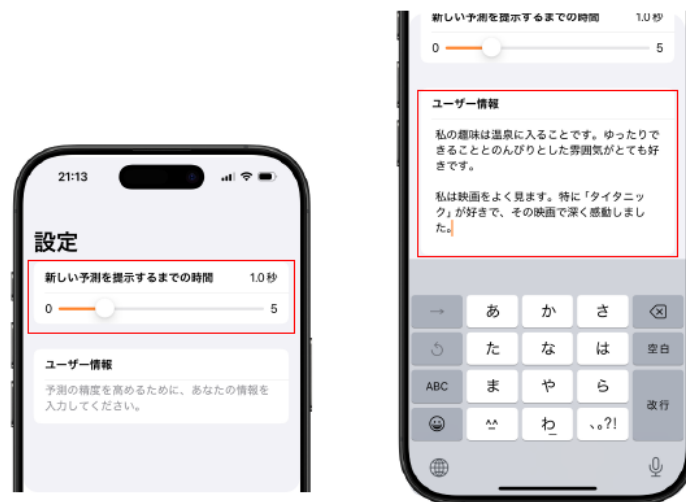 21:13
設定
新しい予測を提示するまでの時間 1.0 秒
0 5
ユーザー情報
予測の精度を高めるために、あなたの情報を
入力してください。
新しい予測を提示するまでの時間 1.0 秒
0 5
ユーザー情報
私の趣味は温泉に入ることです。ゆったりで
きることとのんびりとした雰囲気がとても好
きです。
私は映画をよく見ます。特に「タイタニッ
ク」が好きで、その映画で深く感動しまし
た。
→ あ か さ
た な は 空白
ABC ま や ら 改行
^^ わ 、。?!